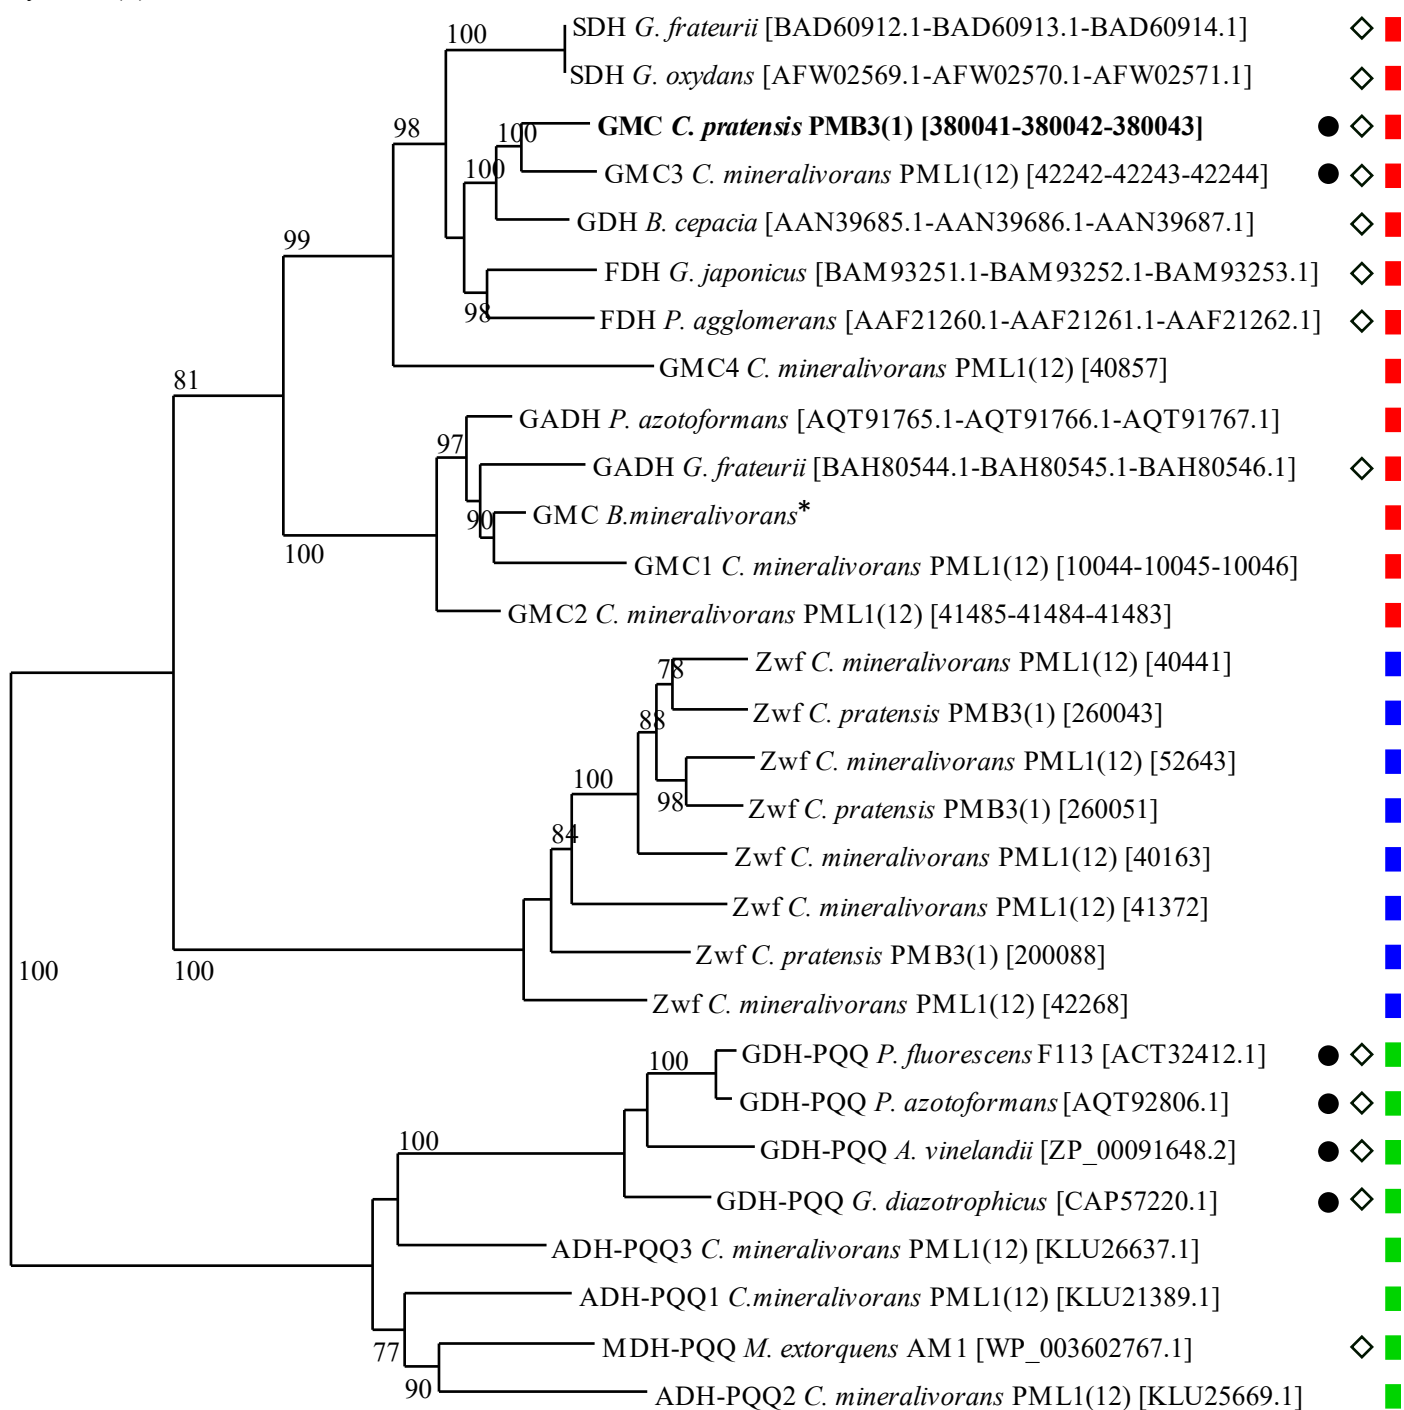 100
SDH G. frateurii [BAD60912.1-BAD60913.1-BAD60914.1]
SDH G. oxydans [AFW02569.1-AFW02570.1-AFW02571.1]
98
100
GMC C. pratensis PMB3(1) [380041-380042-380043]
100
GMC3 C. mineralivorans PML1(12) [42242-42243-42244]
GDH B. cepacia [AAN39685.1-AAN39686.1-AAN39687.1]
99
FDH G. japonicus [BAM93251.1-BAM93252.1-BAM93253.1]
98
FDH P. agglomerans [AAF21260.1-AAF21261.1-AAF21262.1]
GMC4 C. mineralivorans PML1(12) [40857]
81
GADH P. azotoformans [AQT91765.1-AQT91766.1-AQT91767.1]
97
GADH G. frateurii [BAH80544.1-BAH80545.1-BAH80546.1]
90
GMC B.mineralivorans*
100
GMC1 C. mineralivorans PML1(12) [10044-10045-10046]
GMC2 C. mineralivorans PML1(12) [41485-41484-41483]
78
Zwf C. mineralivorans PML1(12) [40441]
88
Zwf C. pratensis PMB3(1) [260043]
Zwf C. mineralivorans PML1(12) [52643]
100
98
Zwf C. pratensis PMB3(1) [260051]
84
Zwf C. mineralivorans PML1(12) [40163]
Zwf C. mineralivorans PML1(12) [41372]
Zwf C. pratensis PMB3(1) [200088]
100
100
Zwf C. mineralivorans PML1(12) [42268]
100
GDH-PQQ P. fluorescens F113 [ACT32412.1]
GDH-PQQ P. azotoformans [AQT92806.1]
100
GDH-PQQ A. vinelandii [ZP_00091648.2]
GDH-PQQ G. diazotrophicus [CAP57220.1]
ADH-PQQ3 C. mineralivorans PML1(12) [KLU26637.1]
ADH-PQQ1 C.mineralivorans PML1(12) [KLU21389.1]
77
MDH-PQQ M. extorquens AM1 [WP_003602767.1]
90
ADH-PQQ2 C. mineralivorans PML1(12) [KLU25669.1]